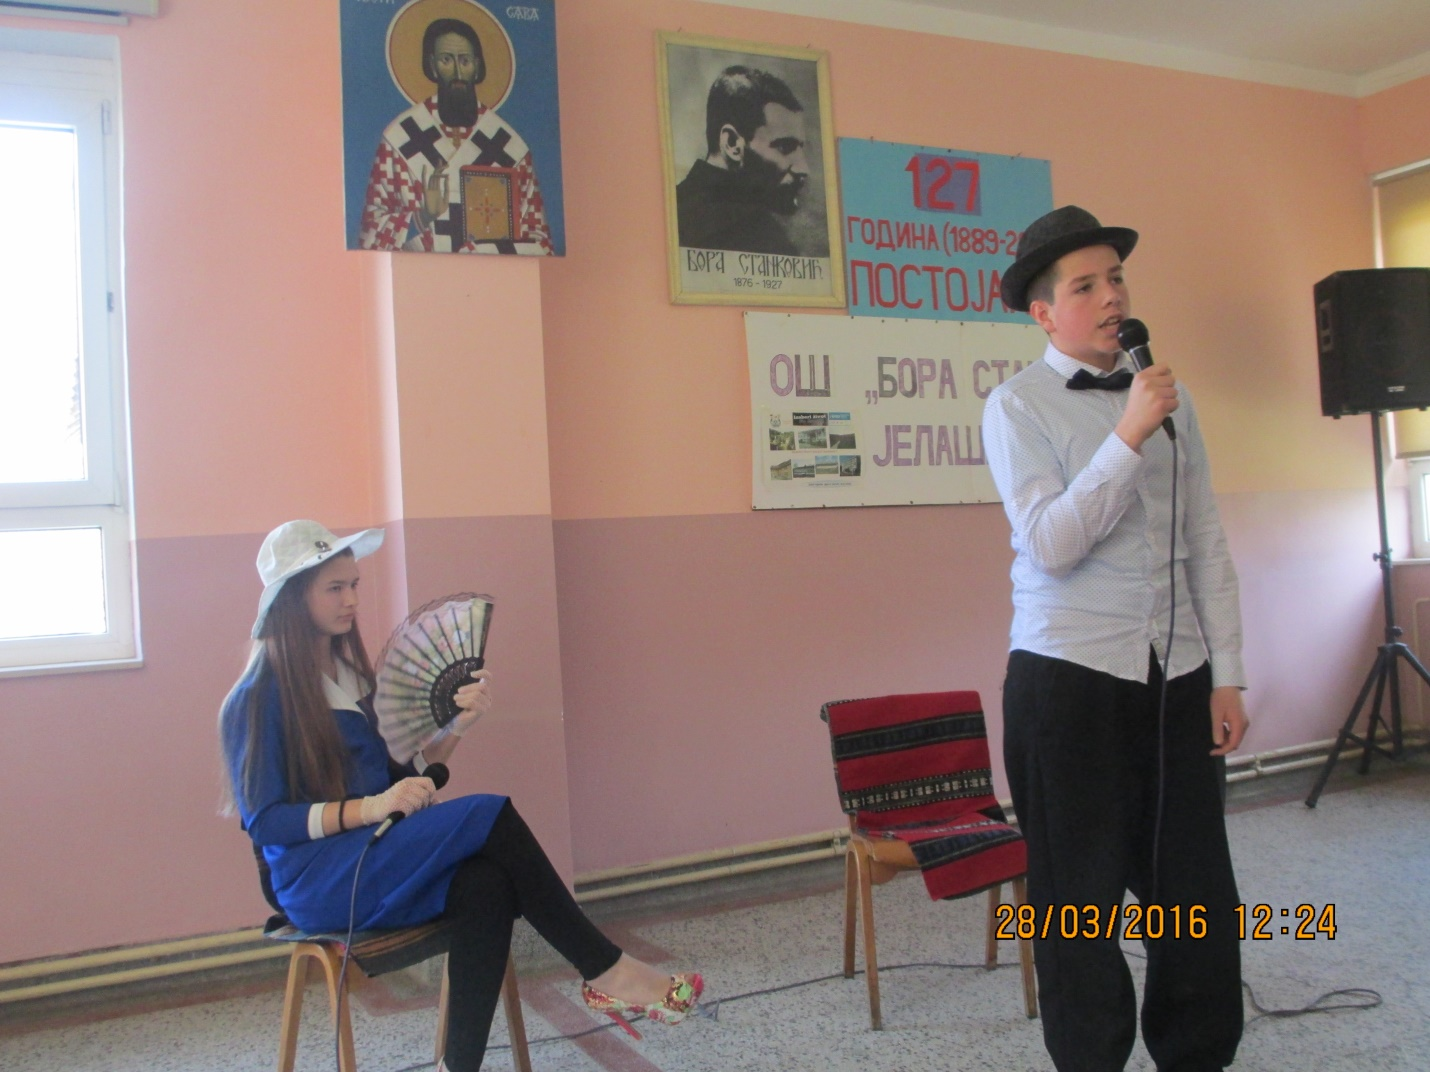 САВА
БОРА СТАНКОВИЋ
1876 - 1927
127
ГОДИНА (1889-2
ПОСТОЈА
ОШ „БОРА СТА
ЈЕЛАШ
28/03/2016 12:24